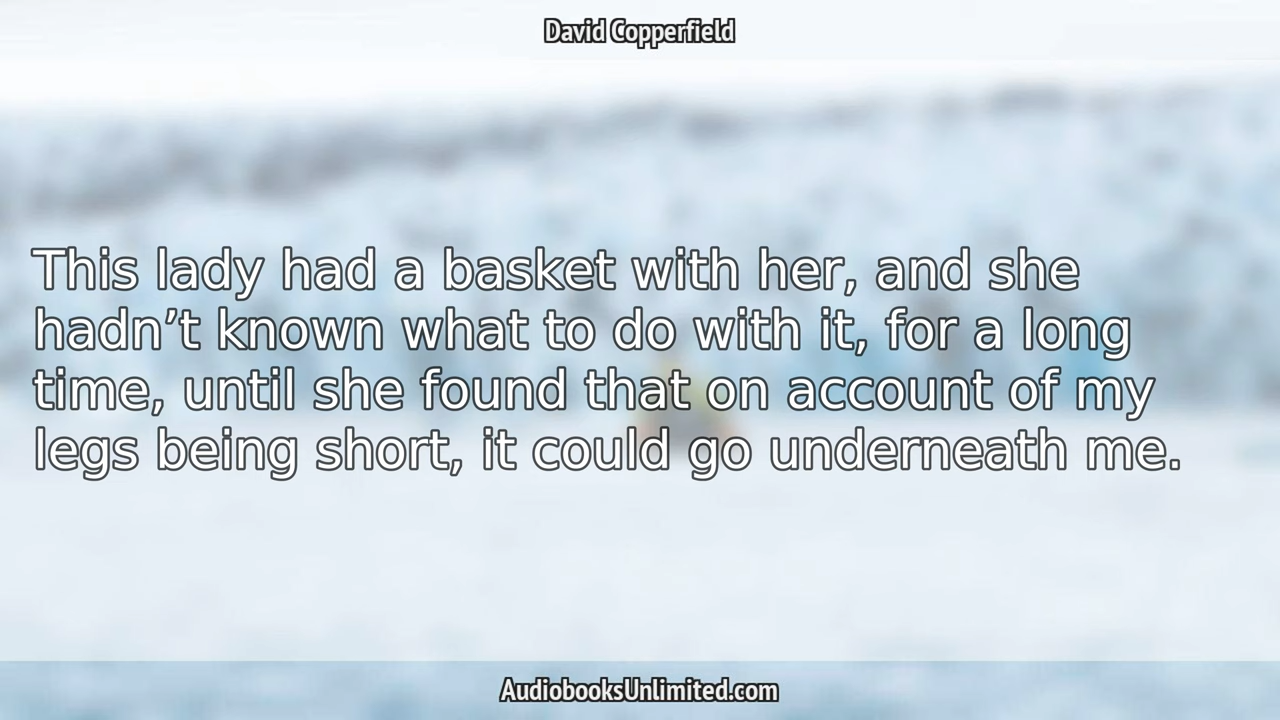 David Copperfield
This lady had a basket with her, and she
hadn’t known what to do with it, for a long
time, until she found that on account of my
legs being short, it could go underneath me.
AudiobooksUnlimited.com